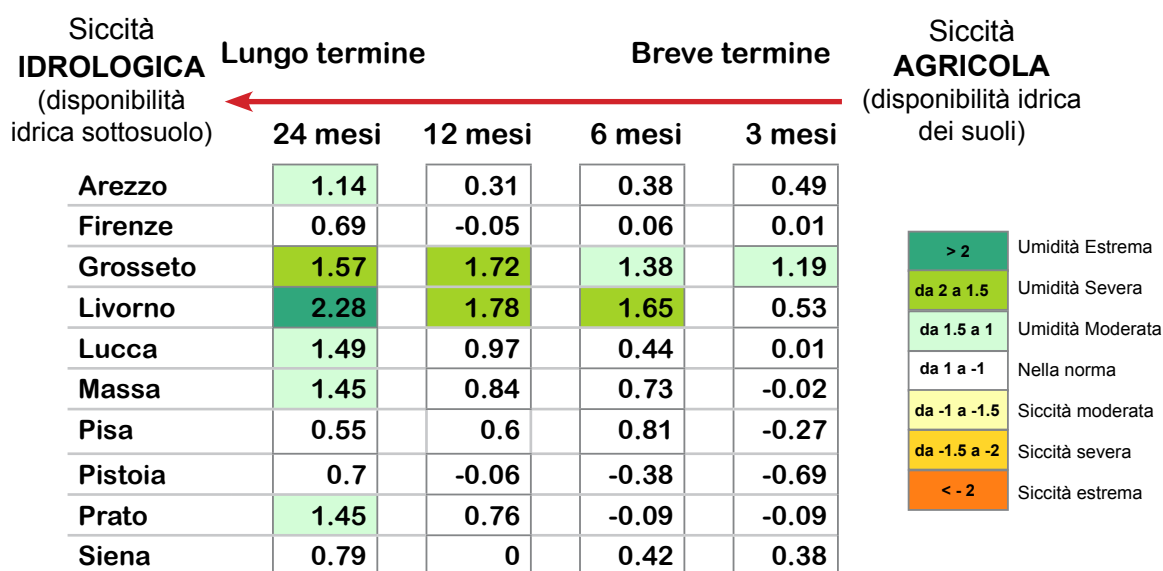 Siccità
IDROLOGICA
(disponibilità
idrica sottosuolo)
Lungo termine
Breve termine
Siccità
AGRICOLA
(disponibilità idrica
dei suoli)
24 mesi 12 mesi 6 mesi 3 mesi
Arezzo 1.14 0.31 0.38 0.49
Firenze 0.69 -0.05 0.06 0.01
Grosseto 1.57 1.72 1.38 1.19
Livorno 2.28 1.78 1.65 0.53
Lucca 1.49 0.97 0.44 0.01
Massa 1.45 0.84 0.73 -0.02
Pisa 0.55 0.6 0.81 -0.27
Pistoia 0.7 -0.06 -0.38 -0.69
Prato 1.45 0.76 -0.09 -0.09
Siena 0.79 0 0.42 0.38
> 2 Umidità Estrema
da 2 a 1.5 Umidità Severa
da 1.5 a 1 Umidità Moderata
da 1 a -1 Nella norma
da -1 a -1.5 Siccità moderata
da -1.5 a -2 Siccità severa
< - 2 Siccità estrema